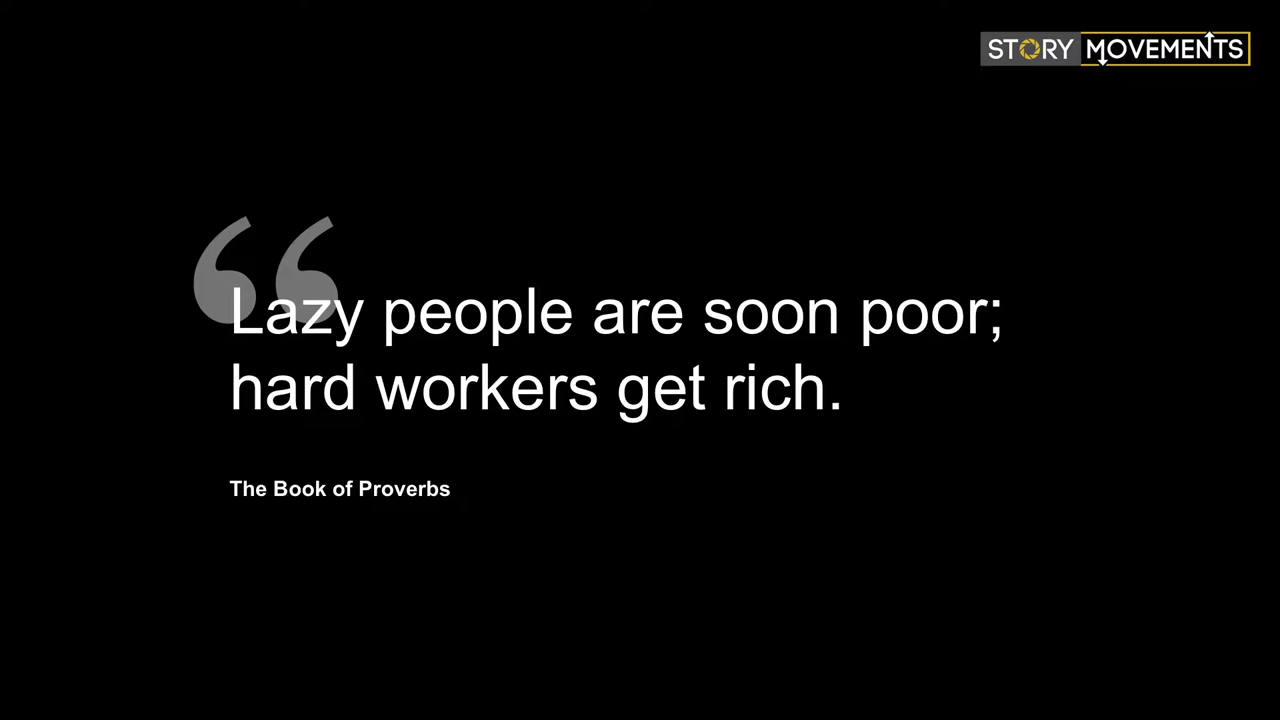 STORY MOVEMENTS
“
Lazy people are soon poor;
hard workers get rich.
The Book of Proverbs